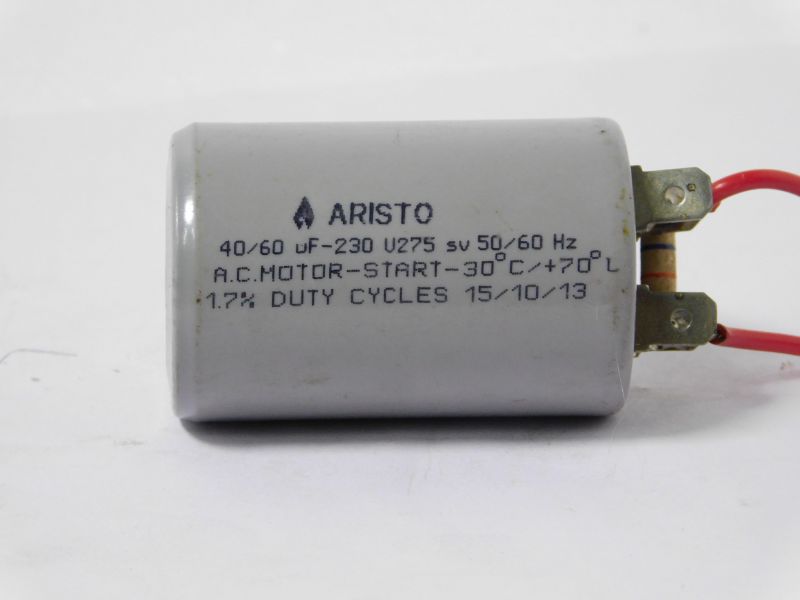 ARISTO
40/60 uF-230 V275 sv 50/60 Hz
A.C.MOTOR-START-30°C/+70°C
1.7% DUTY CYCLES 15/10/13